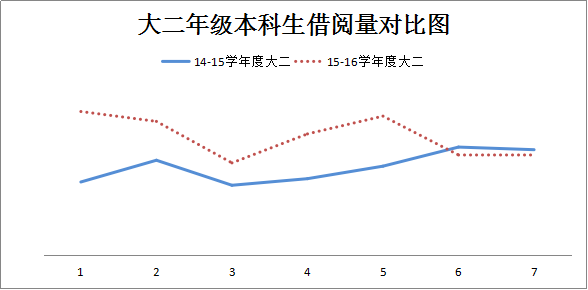 大二年级本科生借阅量对比图
14-15学年度大二 15-16学年度大二
1 2 3 4 5 6 7